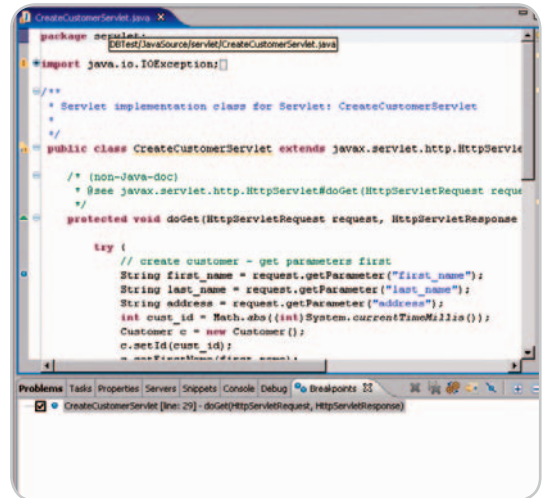 CreateCustomerServlet.java
package servlet;
DBTest/JavaSource/servlet/CreateCustomerServlet.java
import java.io.IOException;
/**
* Servlet implementation class for Servlet: CreateCustomerServlet
*
*/
public class CreateCustomerServlet extends javax.servlet.http.HttpServle
/* (non-Java-doc)
* @see javax.servlet.http.HttpServlet#doGet(HttpServletRequest reque
*/
protected void doGet(HttpServletRequest request, HttpServletResponse
try {
// create customer - get parameters first
String first_name = request.getParameter("first_name");
String last_name = request.getParameter("last_name");
String address = request.getParameter("address");
int cust_id = Math.abs((int)System.currentTimeMillis());
Customer c = new Customer();
c.setId(cust_id);
c.setFirstName(first_name);
Problems Tasks Properties Servers Snippets Console Debug Breakpoints
CreateCustomerServlet [line: 29] - doGet(HttpServletRequest, HttpServletResponse)